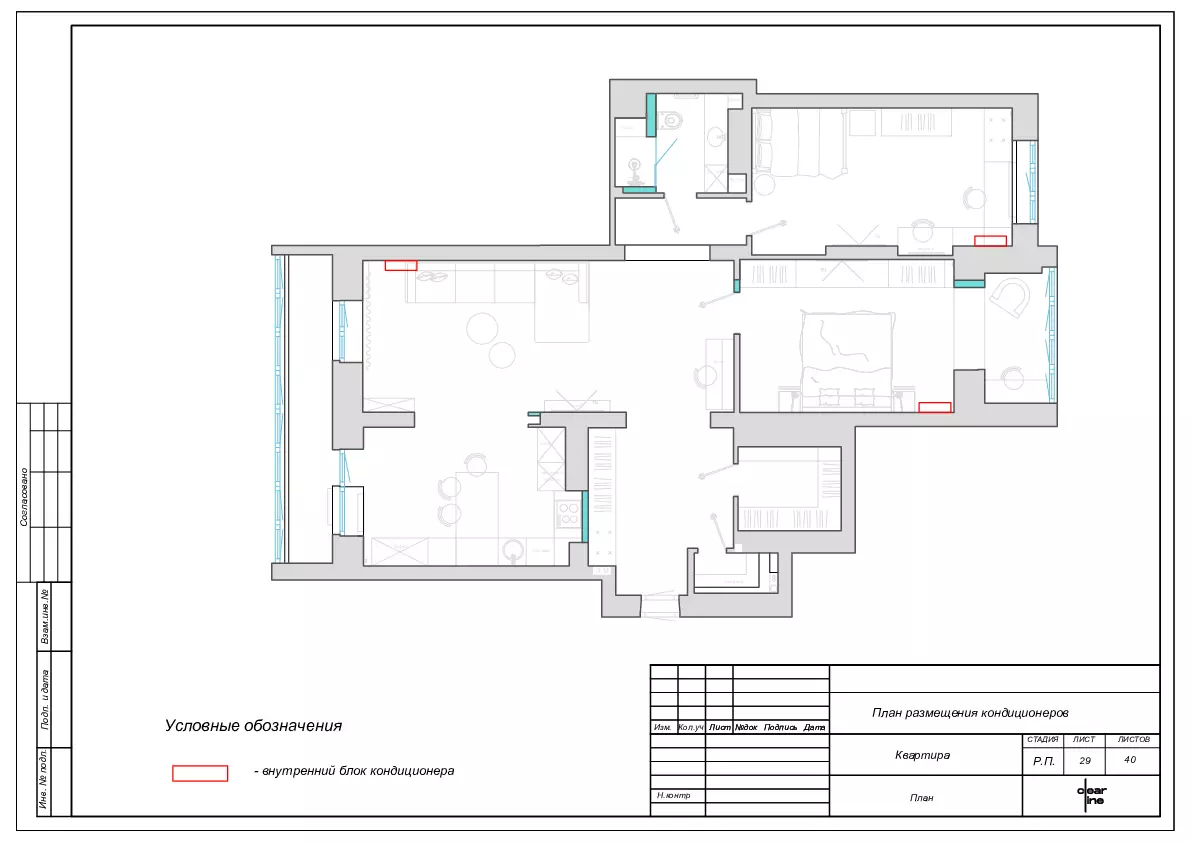 Согласовано
Взам.инв.№
Подп. и дата
Инв. № подл.
Условные обозначения
- внутренний блок кондиционера
Изм. Кол.уч Лист №док Подпись Дата
Н.контр
План размещения кондиционеров
Квартира
СТАДИЯ ЛИСТ ЛИСТОВ
Р.П. 29 40
План
clear
line